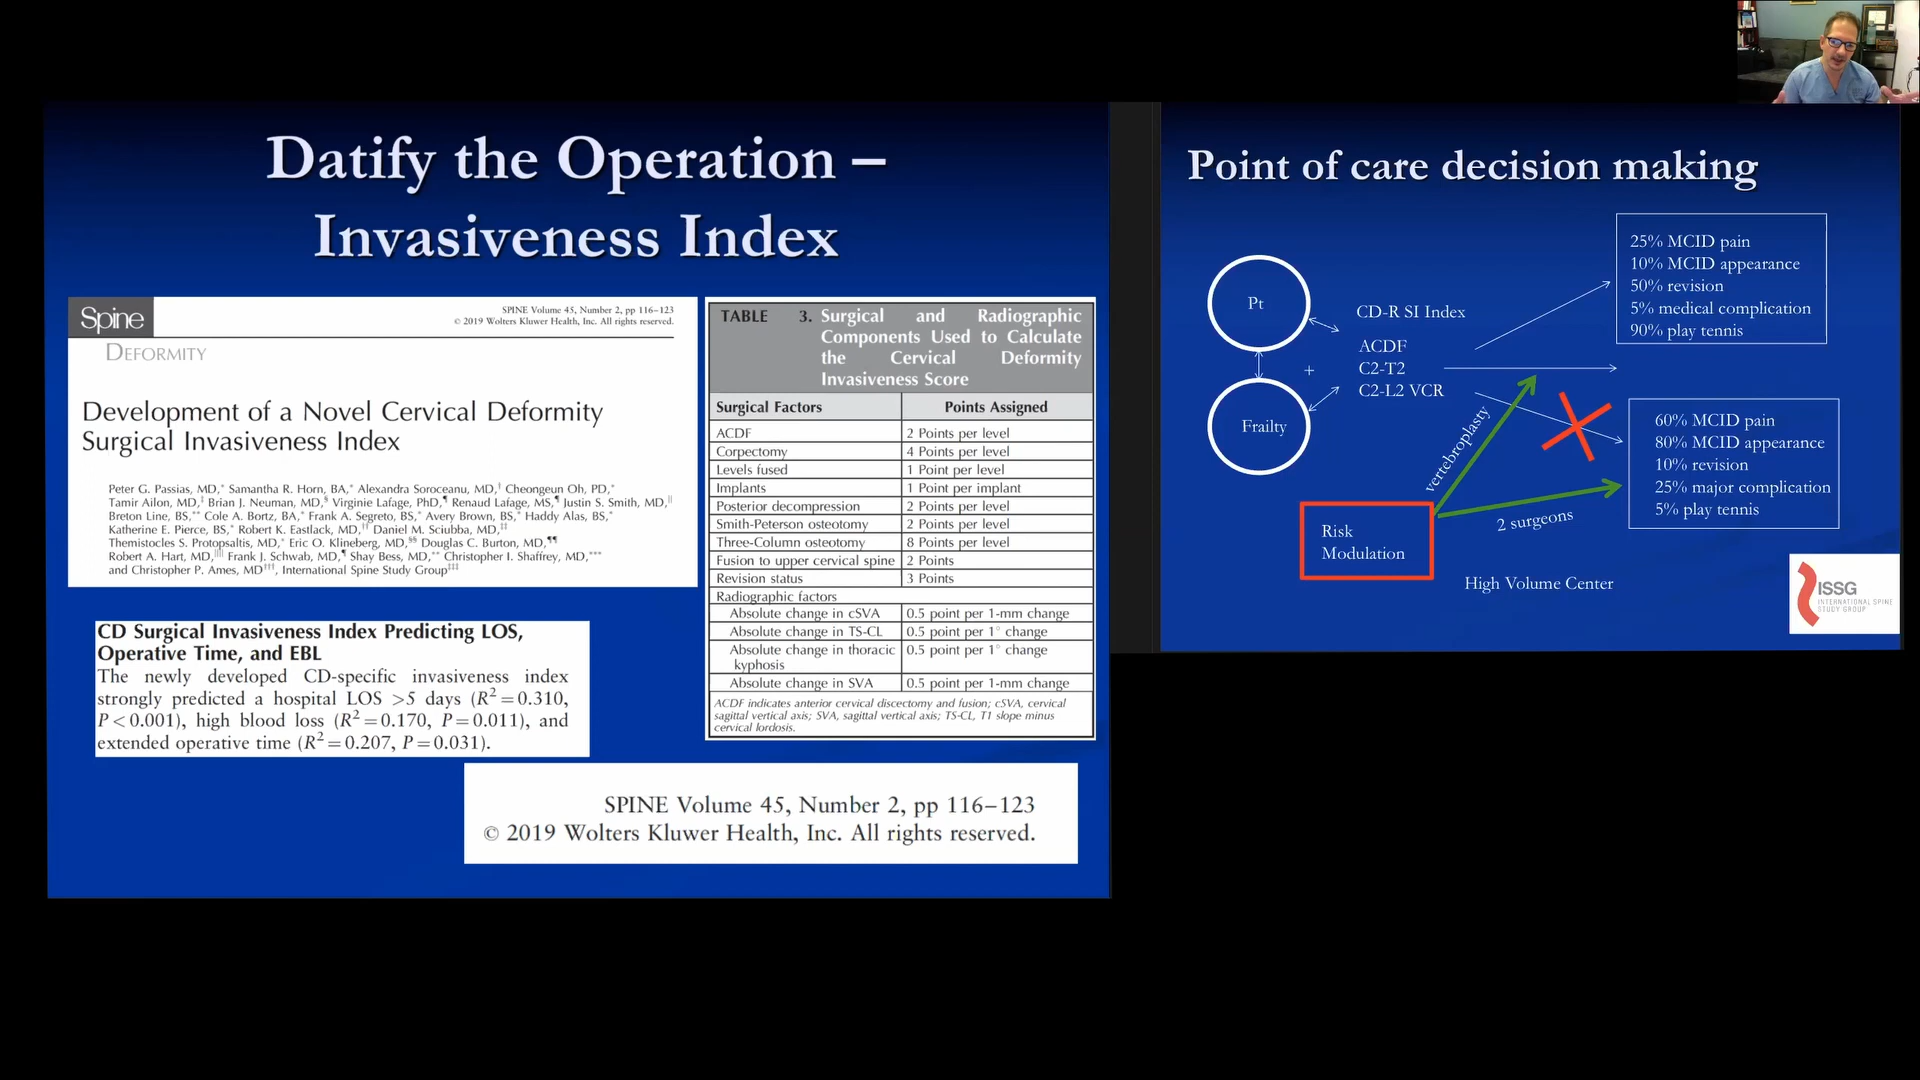 Datify the Operation –
Invasiveness Index
Spine
SPINE Volume 45, Number 2, pp 116–123
© 2019 Wolters Kluwer Health, Inc. All rights reserved.
DEFORMITY
Development of a Novel Cervical Deformity
Surgical Invasiveness Index
Peter G. Passias, MD,* Samantha R. Horn, BA,* Alexandra Soroceanu, MD,† Cheongeun Oh, PD,*
Tamir Ailon, MD,‡ Brian J. Neuman, MD,§ Virginie Lafage, PhD,¶ Renaud Lafage, MS,¶ Justin S. Smith, MD,||
Breton Line, BS,** Cole A. Bortz, BA,* Frank A. Segreto, BS,* Avery Brown, BS,* Haddy Alas, BS,*
Katherine E. Pierce, BS,* Robert K. Eastlack, MD,†† Daniel M. Sciubba, MD,‡‡
Themistocles S. Protopsaltis, MD,* Eric O. Klineberg, MD,§§ Douglas C. Burton, MD,¶¶
Robert A. Hart, MD,|||| Frank J. Schwab, MD,¶ Shay Bess, MD,** Christopher I. Shaffrey, MD,***
and Christopher P. Ames, MD†††, International Spine Study Group‡‡‡
CD Surgical Invasiveness Index Predicting LOS,
Operative Time, and EBL
The newly developed CD-specific invasiveness index
strongly predicted a hospital LOS >5 days (R²=0.310,
P<0.001), high blood loss (R²=0.170, P=0.011), and
extended operative time (R²=0.207, P=0.031).
TABLE 3. Surgical and Radiographic
Components Used to Calculate
the Cervical Deformity
Invasiveness Score
Surgical Factors Points Assigned
ACDF 2 Points per level
Corpectomy 4 Points per level
Levels fused 1 Point per level
Implants 1 Point per implant
Posterior decompression 2 Points per level
Smith-Peterson osteotomy 2 Points per level
Three-Column osteotomy 8 Points per level
Fusion to upper cervical spine 2 Points
Revision status 3 Points
Radiographic factors
Absolute change in cSVA 0.5 point per 1-mm change
Absolute change in TS-CL 0.5 point per 1° change
Absolute change in thoracic 0.5 point per 1° change
kyphosis
Absolute change in SVA 0.5 point per 1-mm change
ACDF indicates anterior cervical discectomy and fusion; cSVA, cervical
sagittal vertical axis; SVA, sagittal vertical axis; TS-CL, T1 slope minus
cervical lordosis.
SPINE Volume 45, Number 2, pp 116–123
© 2019 Wolters Kluwer Health, Inc. All rights reserved.
Point of care decision making
Pt
Frailty
+
CD-R SI Index
ACDF
C2-T2
C2-L2 VCR
25% MCID pain
10% MCID appearance
50% revision
5% medical complication
90% play tennis
60% MCID pain
80% MCID appearance
10% revision
25% major complication
5% play tennis
vertebroplasty
2 surgeons
Risk
Modulation
High Volume Center
ISSG
INTERNATIONAL SPINE
STUDY GROUP